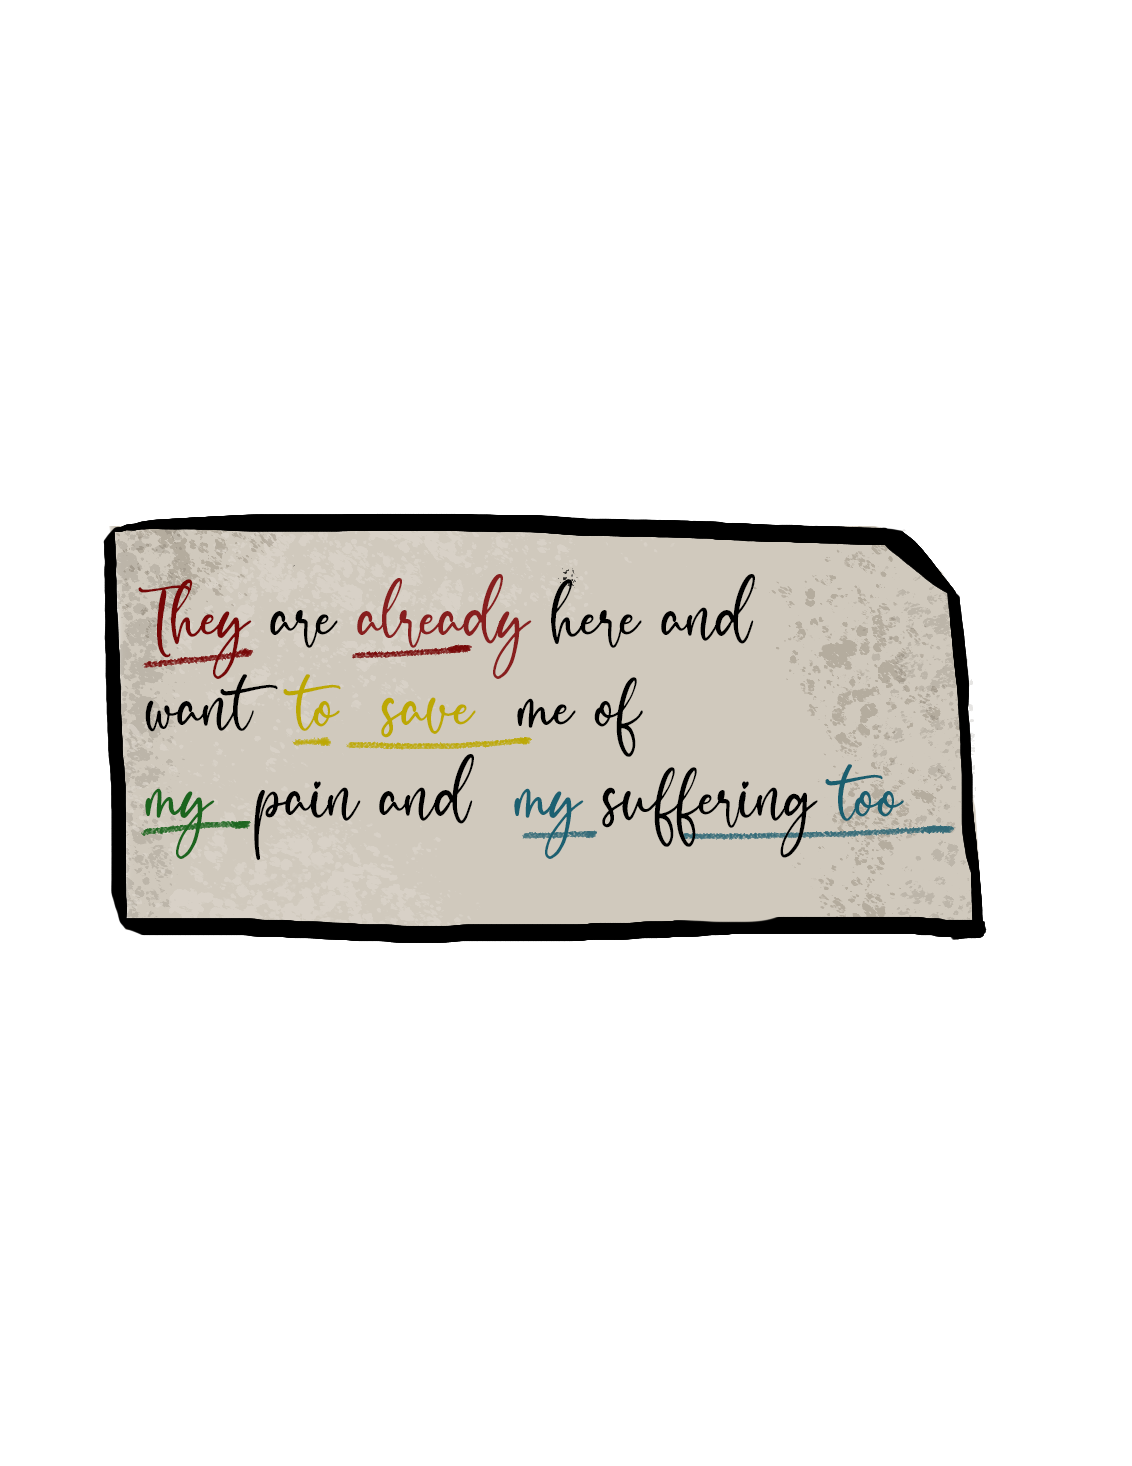 They are already here and
want to save me of
my pain and my suffering too